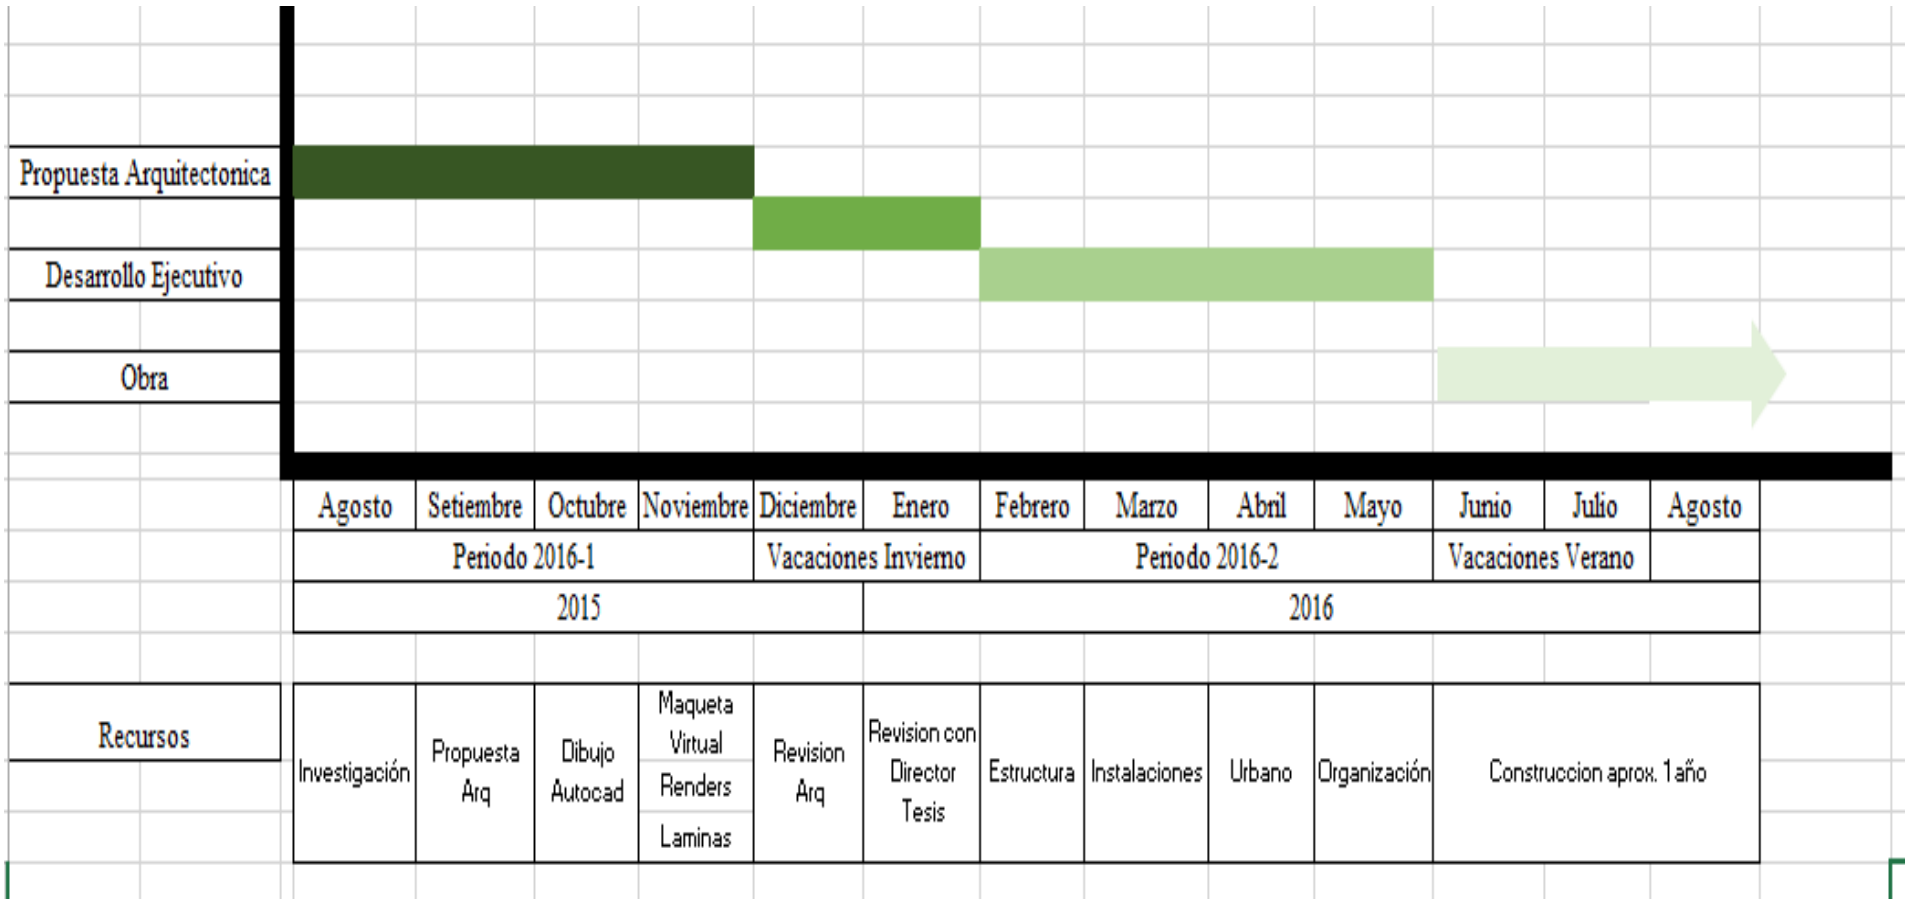 Propuesta Arquitectonica
Desarrollo Ejecutivo
Obra
Agosto Setiembre Octubre Noviembre Diciembre Enero Febrero Marzo Abril Mayo Junio Julio Agosto
Periodo 2016-1 Vacaciones Invierno Periodo 2016-2 Vacaciones Verano
2015 2016
Recursos
Investigación
Propuesta
Arq
Dibujo
Autocad
Maqueta
Virtual
Renders
Laminas
Revision
Arq
Revision con
Director
Tesis
Estructura
Instalaciones
Urbano
Organización
Construccion aprox. 1 año